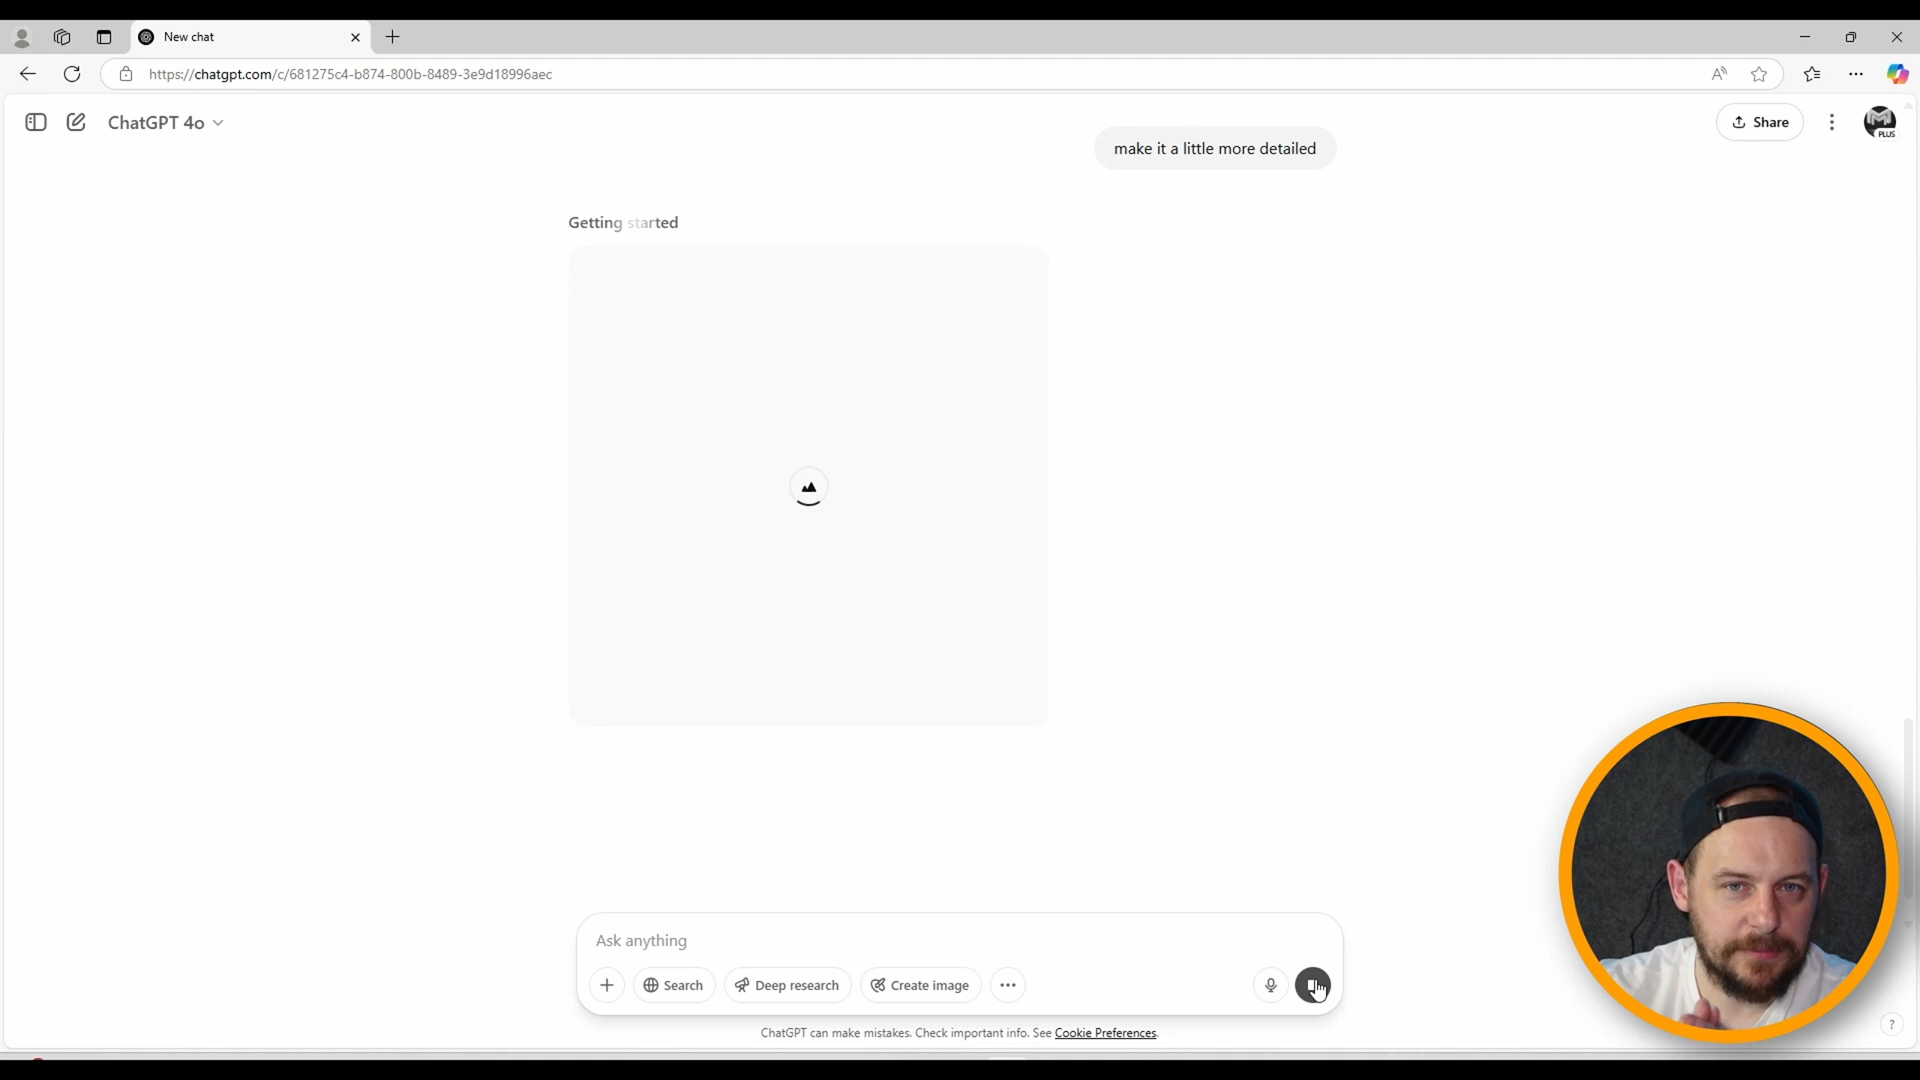 New chat
https://chatgpt.com/c/681275c4-b874-800b-8489-3e9d18996aec
ChatGPT 4o
Share
PLUS
make it a little more detailed
Getting started
Ask anything
Search
Deep research
Create image
ChatGPT can make mistakes. Check important info. See Cookie Preferences.
?